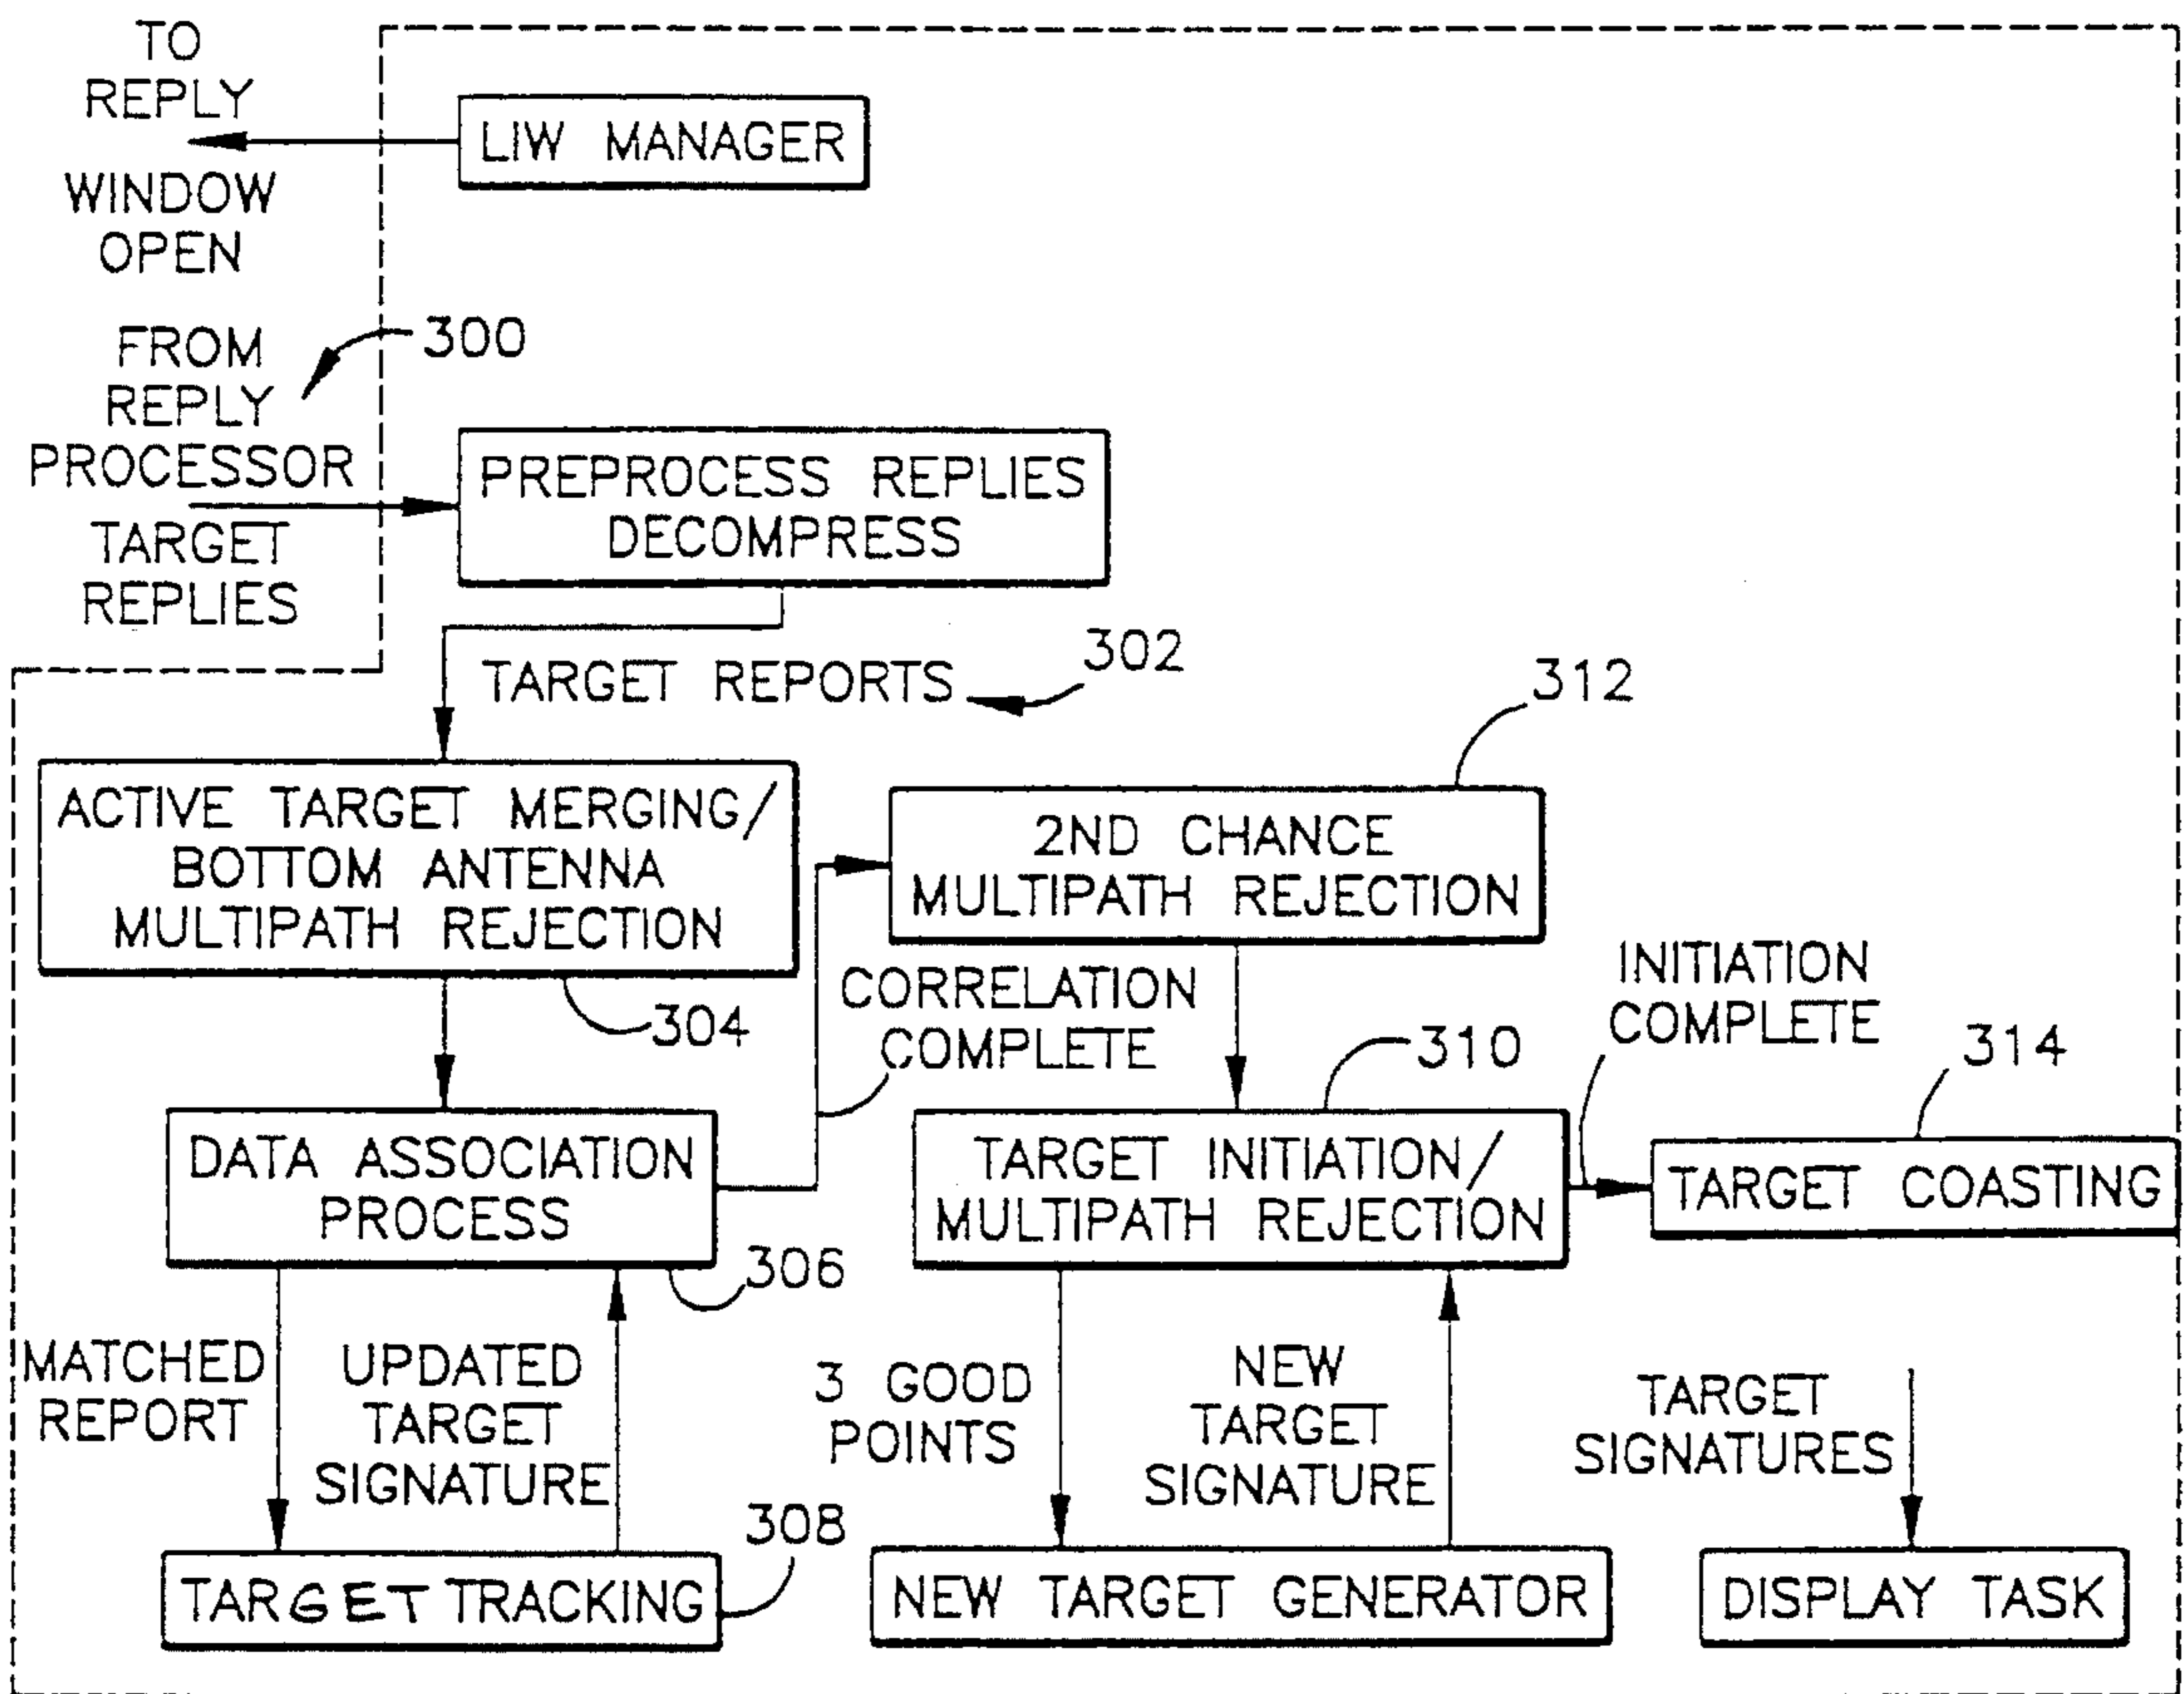 TO
REPLY
WINDOW
OPEN
LIW MANAGER
FROM
REPLY
PROCESSOR
300
TARGET
REPLIES
PREPROCESS REPLIES
DECOMPRESS
TARGET REPORTS
302
312
ACTIVE TARGET MERGING/
BOTTOM ANTENNA
MULTIPATH REJECTION
304
2ND CHANCE
MULTIPATH REJECTION
CORRELATION
COMPLETE
INITIATION
COMPLETE
310
314
DATA ASSOCIATION
PROCESS
306
TARGET INITIATION/
MULTIPATH REJECTION
TARGET COASTING
MATCHED
REPORT
UPDATED
TARGET
SIGNATURE
3 GOOD
POINTS
NEW
TARGET
SIGNATURE
TARGET
SIGNATURES
308
TARGET TRACKING
NEW TARGET GENERATOR
DISPLAY TASK